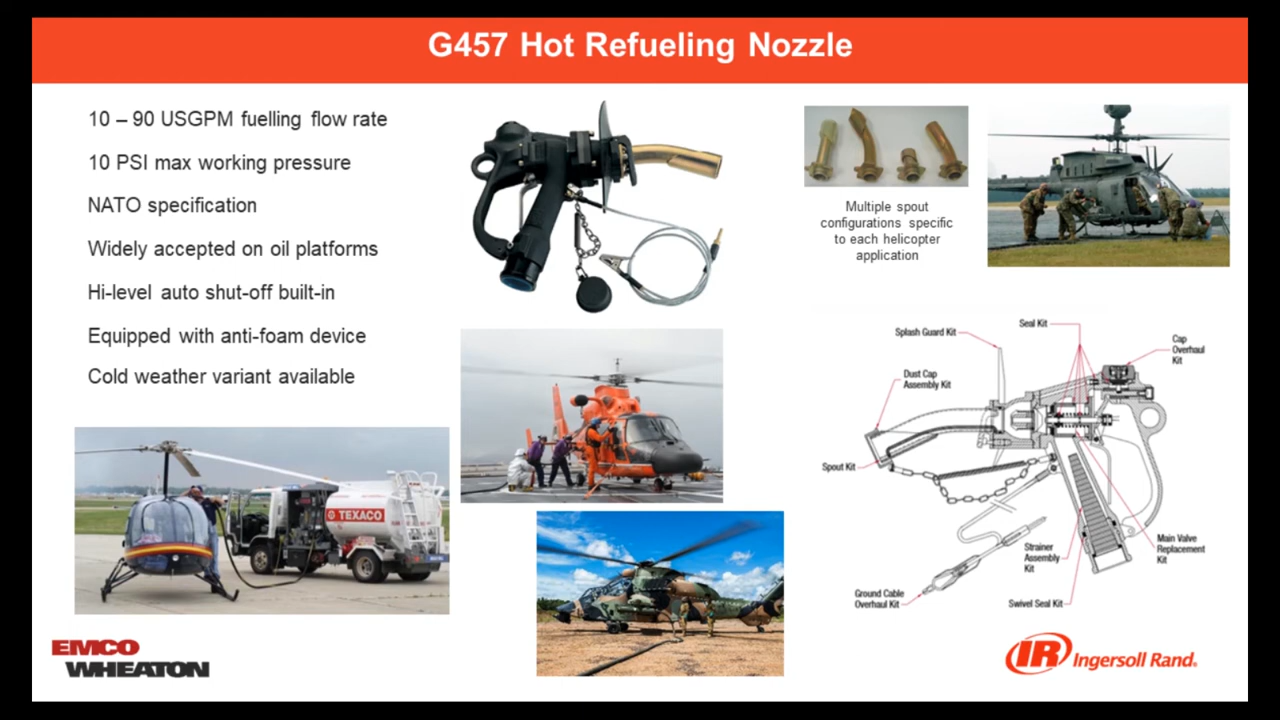 G457 Hot Refueling Nozzle
10 – 90 USGPM fuelling flow rate
10 PSI max working pressure
NATO specification
Widely accepted on oil platforms
Hi-level auto shut-off built-in
Equipped with anti-foam device
Cold weather variant available
Multiple spout
configurations specific
to each helicopter
application
Seal Kit
Splash Guard Kit
Cap
Overhaul
Kit
Dust Cap
Assembly Kit
Spout Kit
Strainer
Assembly
Kit
Main Valve
Replacement
Kit
Ground Cable
Overhaul Kit
Swivel Seal Kit
TEXACO
EMCO
WHEATON
IR Ingersoll Rand.